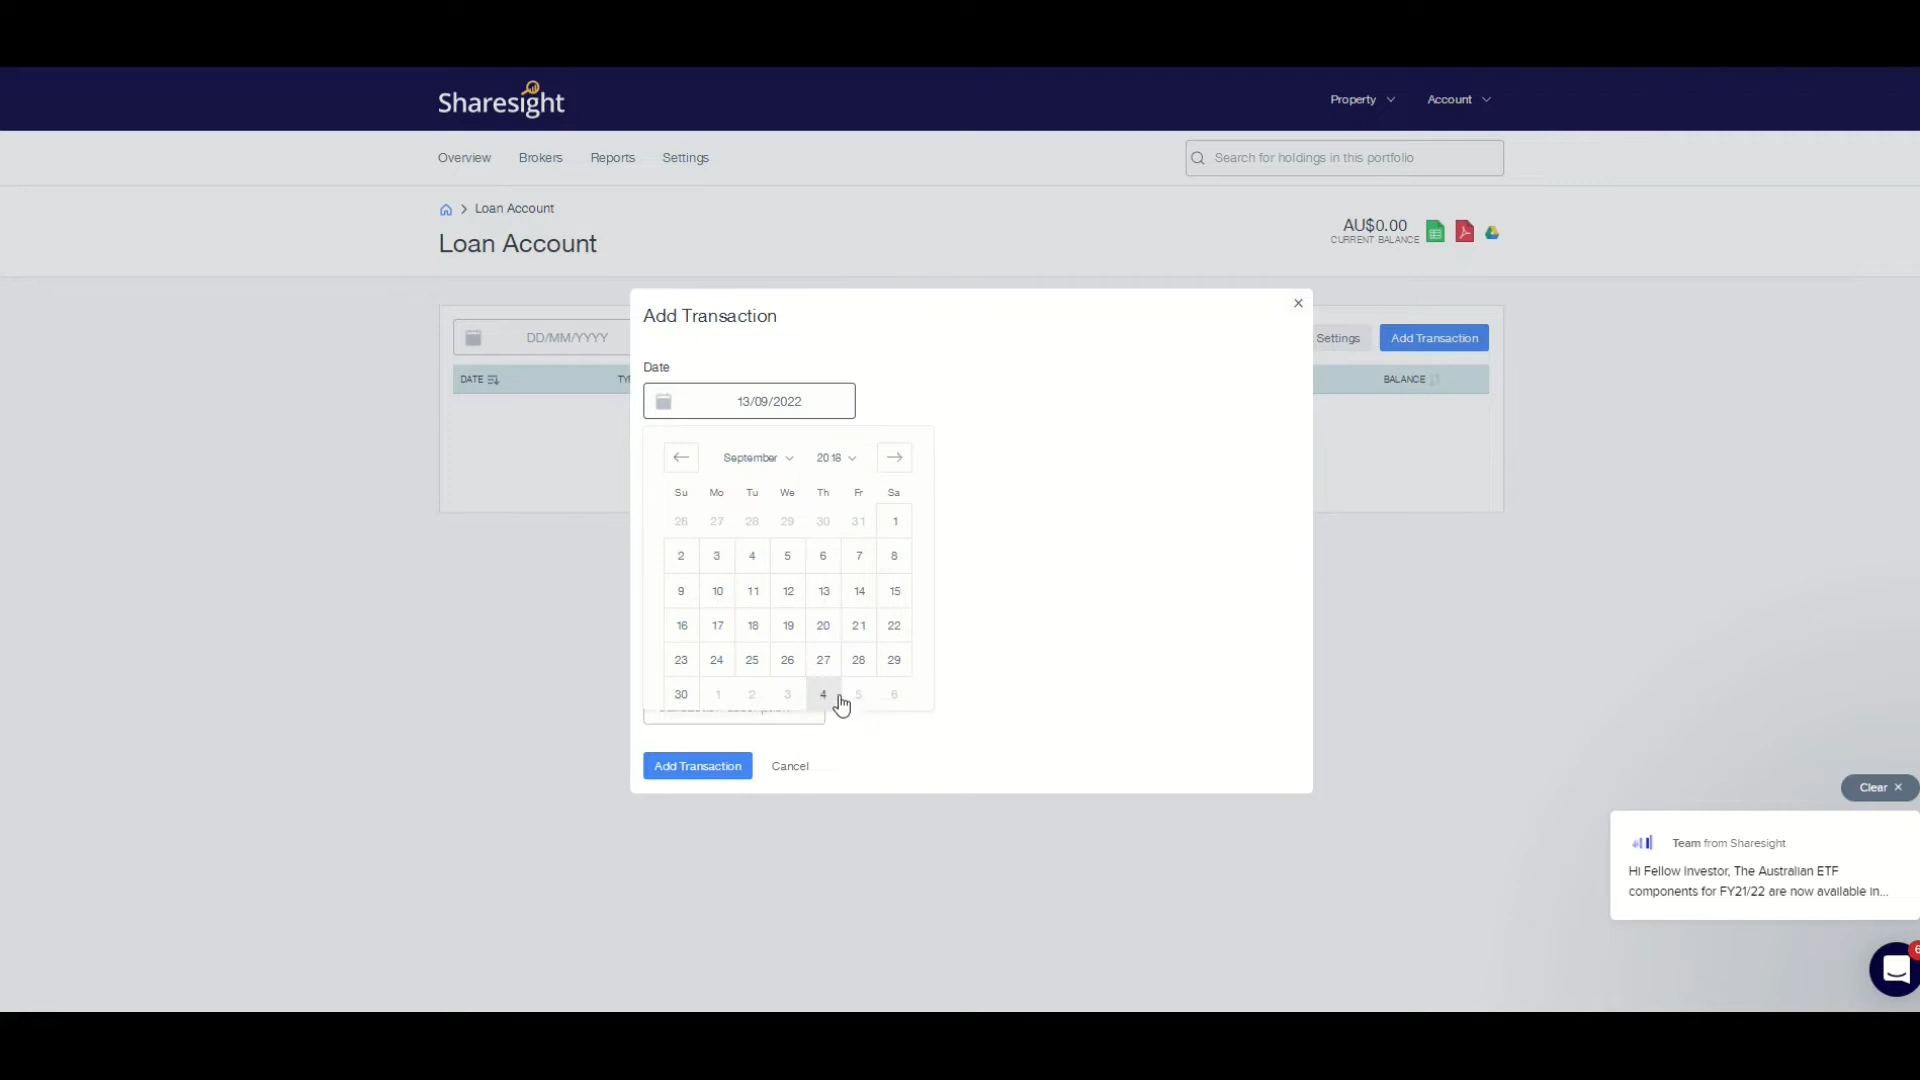 Sharesight
Property
Account
Overview
Brokers
Reports
Settings
Search for holdings in this portfolio
Loan Account
Loan Account
AU$0.00
CURRENT BALANCE
Add Transaction
DD/MM/YYYY
Settings
Add Transaction
Date
DATE
BALANCE
13/09/2022
September 2018
Su Mo Tu We Th Fr Sa
26 27 28 29 30 31 1
2 3 4 5 6 7 8
9 10 11 12 13 14 15
16 17 18 19 20 21 22
23 24 25 26 27 28 29
30 1 2 3 4 5 6
Add Transaction
Cancel
Clear ×
Team from Sharesight
Hi Fellow Investor, The Australian ETF
components for FY21/22 are now available in...